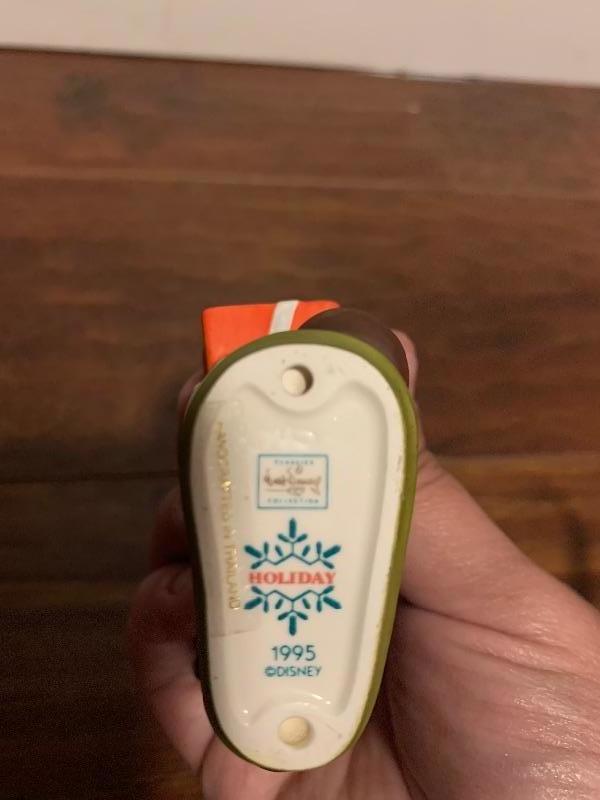 CLASSICS
Walt Disney
COLLECTION
HOLIDAY
1995
©DISNEY
HANDCRAFTED IN THAILAND